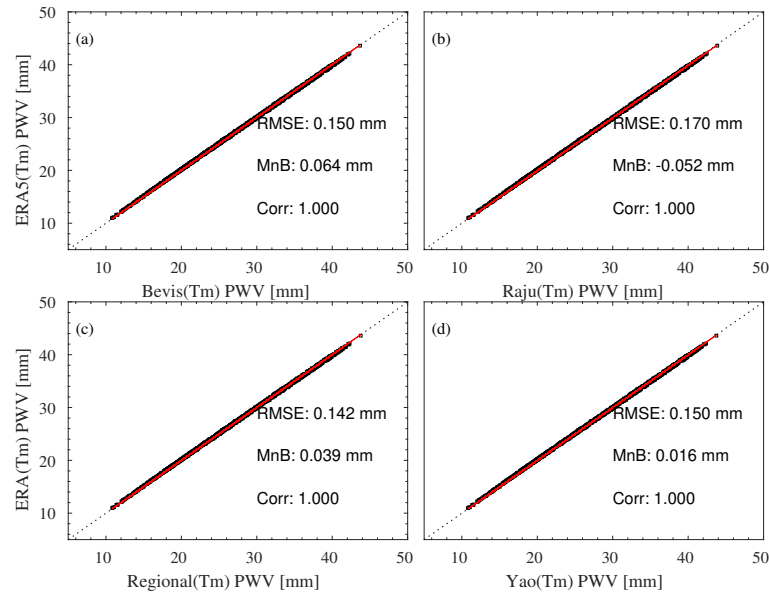 50
40
30
20
10
ERA5(Tm) PWV [mm]
(a)
RMSE: 0.150 mm
MnB: 0.064 mm
Corr: 1.000
10 20 30 40 50
Bevis(Tm) PWV [mm]
(b)
RMSE: 0.170 mm
MnB: -0.052 mm
Corr: 1.000
10 20 30 40 50
Raju(Tm) PWV [mm]
50
40
30
20
10
ERA(Tm) PWV [mm]
(c)
RMSE: 0.142 mm
MnB: 0.039 mm
Corr: 1.000
10 20 30 40 50
Regional(Tm) PWV [mm]
(d)
RMSE: 0.150 mm
MnB: 0.016 mm
Corr: 1.000
10 20 30 40 50
Yao(Tm) PWV [mm]